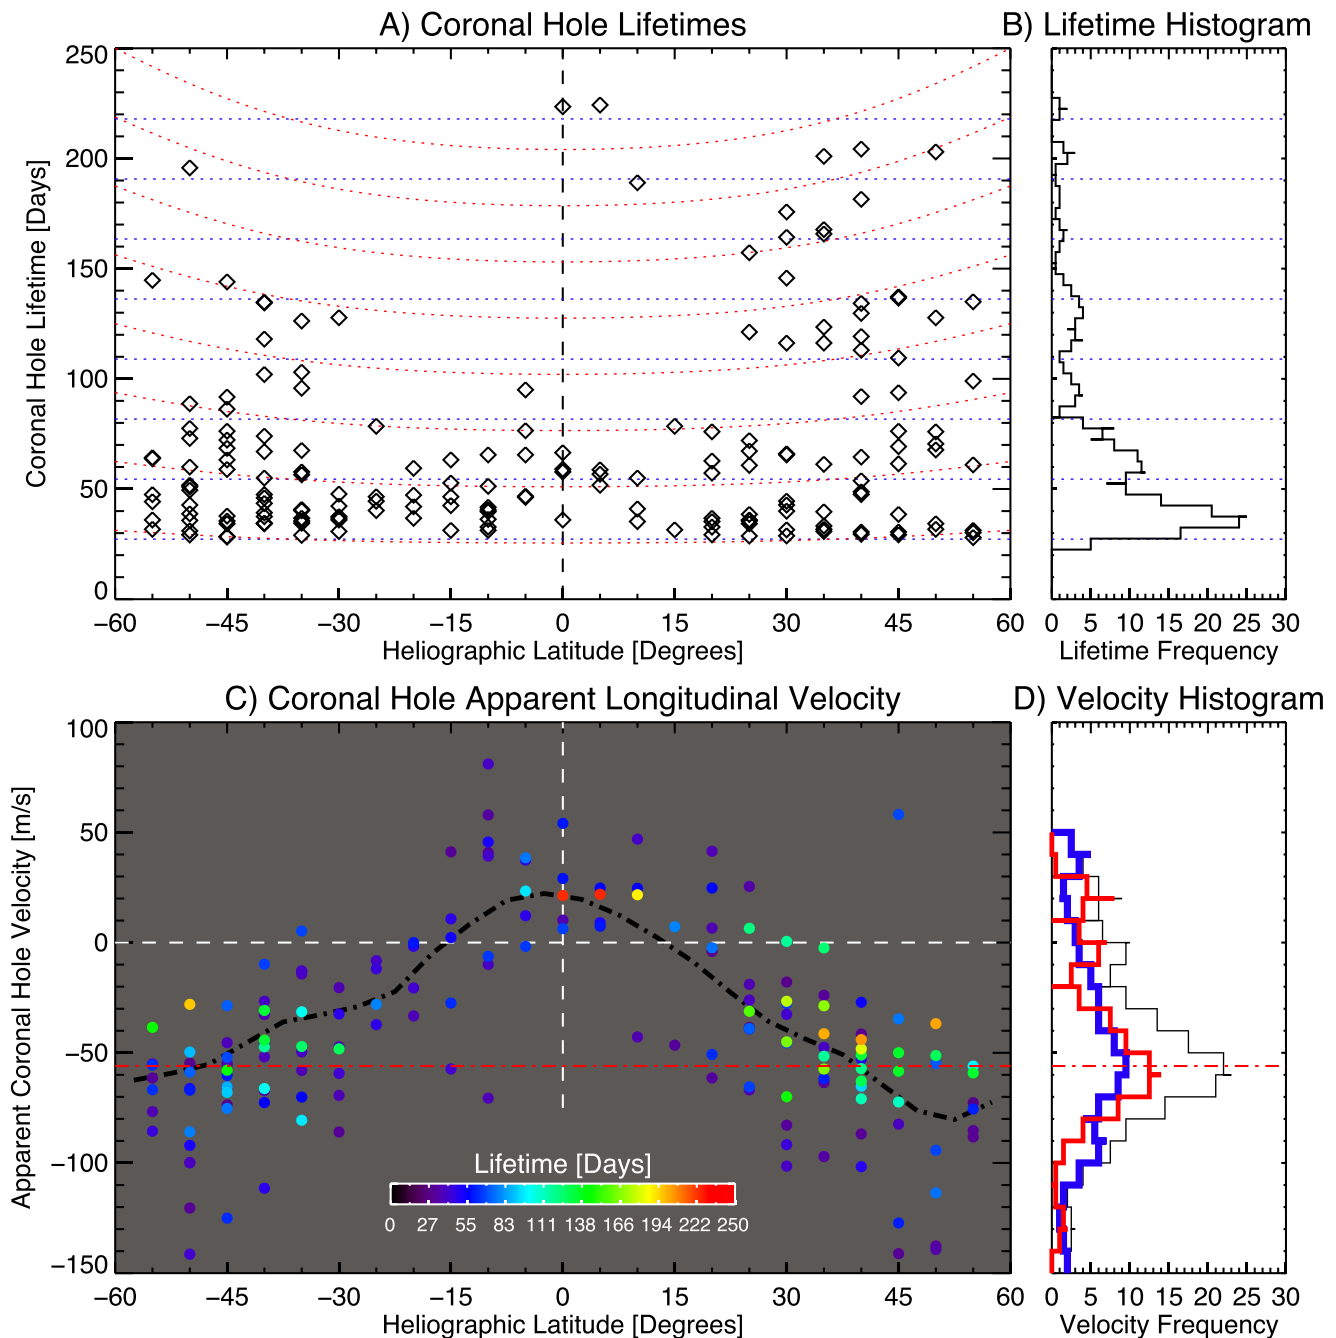 A) Coronal Hole Lifetimes
B) Lifetime Histogram
Coronal Hole Lifetime [Days]
250
200
150
100
50
0
−60 −45 −30 −15 0 15 30 45 60
Heliographic Latitude [Degrees]
0 5 10 15 20 25 30
Lifetime Frequency
C) Coronal Hole Apparent Longitudinal Velocity
D) Velocity Histogram
Apparent Coronal Hole Velocity [m/s]
100
50
0
−50
−100
−150
Lifetime [Days]
0 27 55 83 111 138 166 194 222 250
−60 −45 −30 −15 0 15 30 45 60
Heliographic Latitude [Degrees]
0 5 10 15 20 25 30
Velocity Frequency